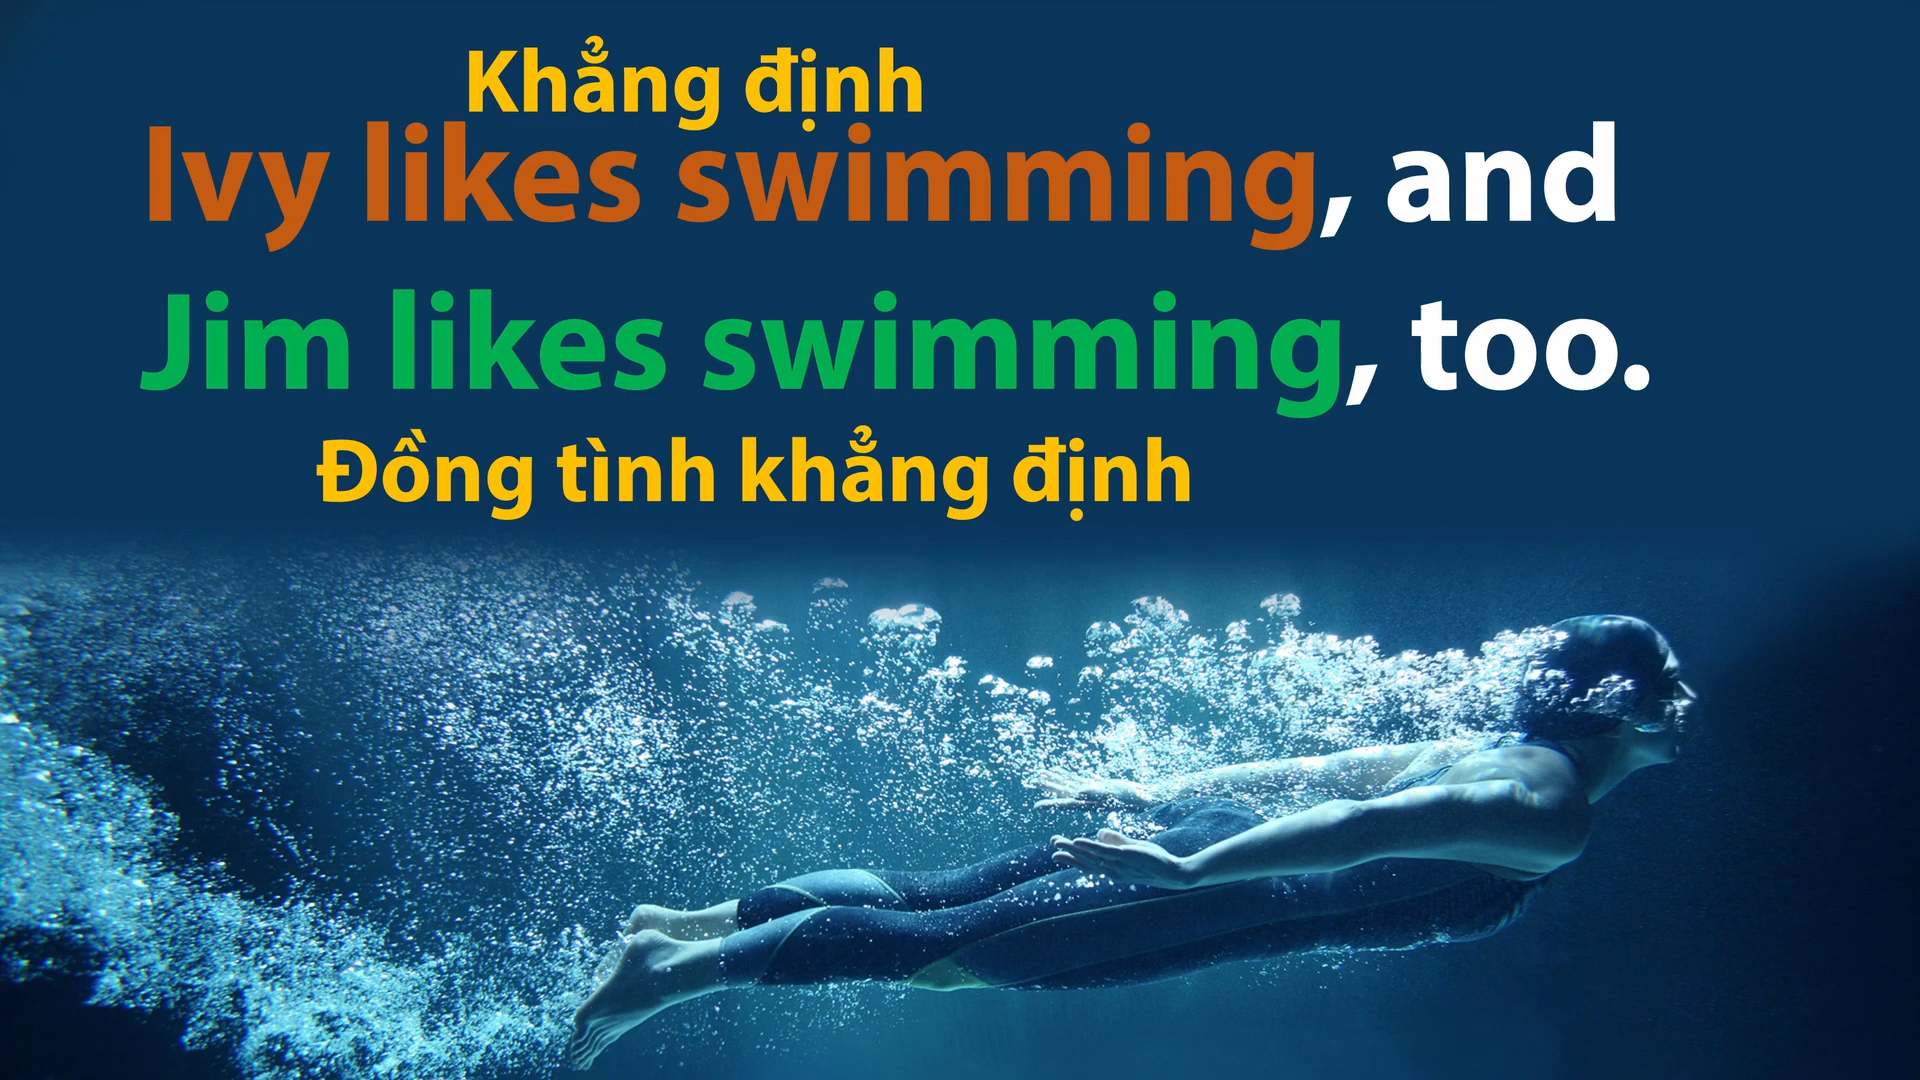 Khẳng định
Ivy likes swimming, and
Jim likes swimming, too.
Đồng tình khẳng định